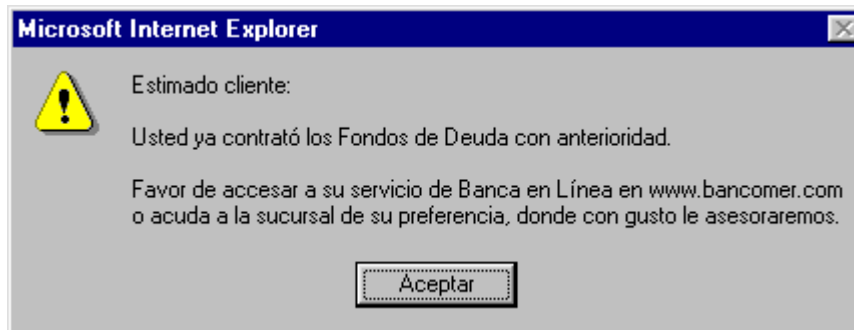 Microsoft Internet Explorer
Estimado cliente:
Usted ya contrató los Fondos de Deuda con anterioridad.
Favor de accesar a su servicio de Banca en Línea en www.bancomer.com
o acuda a la sucursal de su preferencia, donde con gusto le asesoraremos.
Aceptar